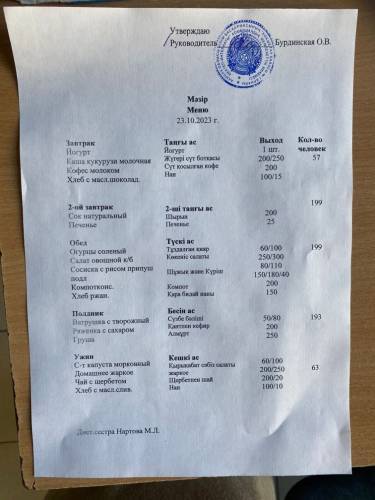 Утверждаю
Руководитель Бурдинская О.В.
Мәзір
Меню
23.10.2023 г.
Завтрак Таңғы ас Выход Кол-во человек
Йогурт Йогурт 1 шт.
Каша кукурузн молочная Жүгері сүт ботқасы 200/250 57
Кофес молоком Сүт қосылған кофе 200
Хлеб с масл.шоколад. Нан 100/15
199
2-ой завтрак 2-ші таңғы ас
Сок натуральный Шырын 200
Печенье Печенье 25
Обед Түскі ас
Огурцы соленый Тұздалған қияр 60/100 199
Салат овощной к/б Көкөніс салаты 250/300
Сосиска с рисом припущ 80/110
подл Шұжық және Күріш 150/180/40
Компотконс. Компот 200
Хлеб ржан. Қара бидай наны 150
Полдник Бесін ас
Ватрушка с творожный Сүзбе бәліші 50/80 193
Ряженка с сахаром кефир 200
Груша Алмұрт 250
Ужин Кешкі ас
С-т капуста морковный Қырыққабат сәбіз салаты 60/100
Домашнее жаркое жаркое 200/250 63
Чай с шербетом Щербетпен шай 200/20
Хлеб с масл.слив. Нан 100/10
Диет.сестра Нартова М.Л.